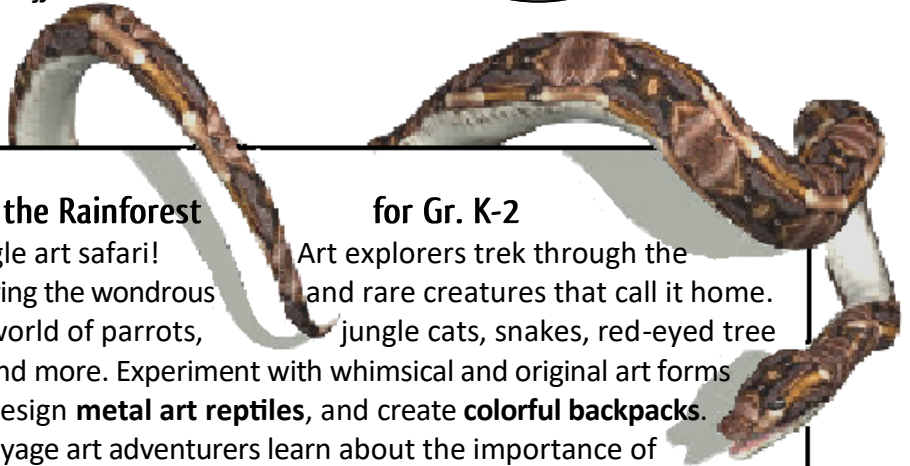 the Rainforest for Gr. K-2
gle art safari! Art explorers trek through the
ring the wondrous and rare creatures that call it home.
world of parrots, jungle cats, snakes, red-eyed tree
nd more. Experiment with whimsical and original art forms
esign metal art reptiles, and create colorful backpacks.
yage art adventurers learn about the importance of